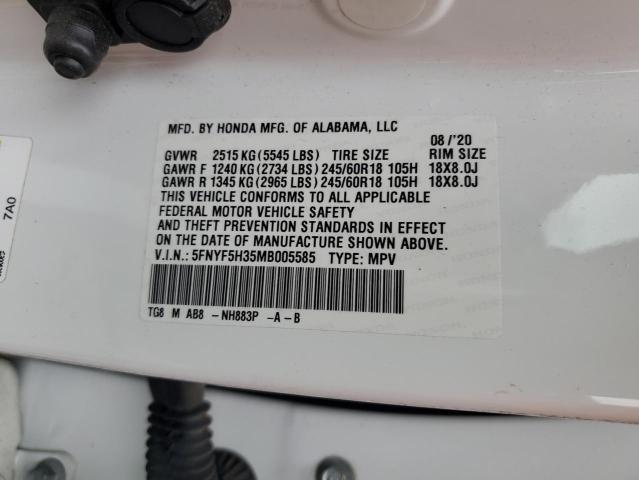 MFD. BY HONDA MFG. OF ALABAMA, LLC
08/'20
GVWR 2515 KG (5545 LBS) TIRE SIZE RIM SIZE
GAWR F 1240 KG (2734 LBS) 245/60R18 105H 18X8.0J
GAWR R 1345 KG (2965 LBS) 245/60R18 105H 18X8.0J
THIS VEHICLE CONFORMS TO ALL APPLICABLE
FEDERAL MOTOR VEHICLE SAFETY
AND THEFT PREVENTION STANDARDS IN EFFECT
ON THE DATE OF MANUFACTURE SHOWN ABOVE.
V.I.N.: 5FNYF5H35MB005585 TYPE: MPV
TG8 M AB8 - NH883P -A-B
7A0